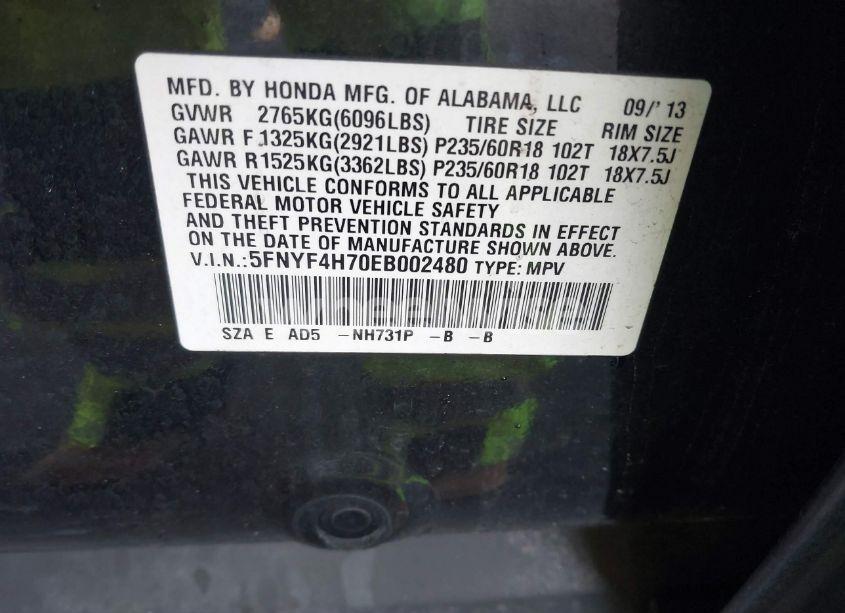 MFD. BY HONDA MFG. OF ALABAMA, LLC 09/'13
GVWR 2765KG(6096LBS) TIRE SIZE RIM SIZE
GAWR F 1325KG(2921LBS) P235/60R18 102T 18X7.5J
GAWR R1525KG(3362LBS) P235/60R18 102T 18X7.5J
THIS VEHICLE CONFORMS TO ALL APPLICABLE
FEDERAL MOTOR VEHICLE SAFETY
AND THEFT PREVENTION STANDARDS IN EFFECT
ON THE DATE OF MANUFACTURE SHOWN ABOVE.
V.I.N.:5FNYF4H70EB002480 TYPE: MPV
SZA E AD5 -NH731P -B -B